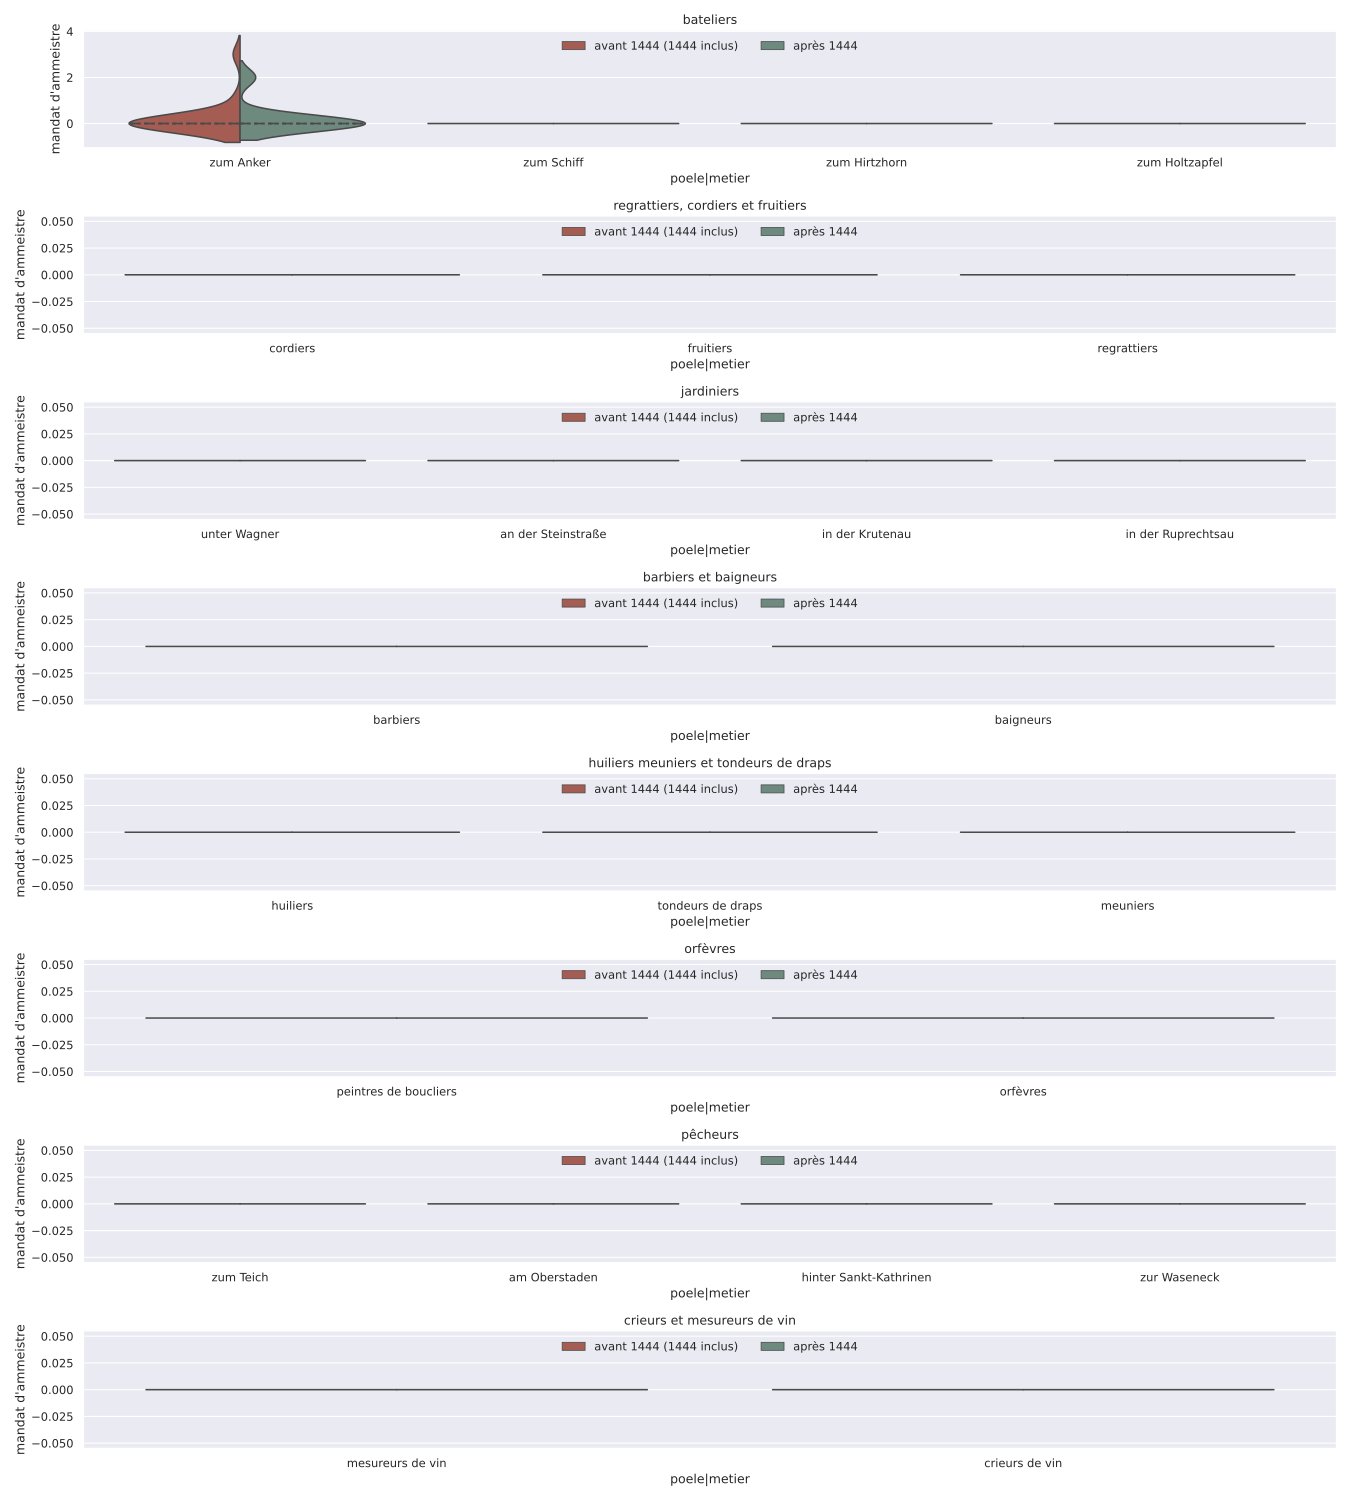 bateliers
mandat d'ammeistre
4
2
0
avant 1444 (1444 inclus) après 1444
zum Anker zum Schiff zum Hirtzhorn zum Holtzapfel
poele|metier
regrattiers, cordiers et fruitiers
mandat d'ammeistre
0.050
0.025
0.000
−0.025
−0.050
avant 1444 (1444 inclus) après 1444
cordiers fruitiers regrattiers
poele|metier
jardiniers
mandat d'ammeistre
0.050
0.025
0.000
−0.025
−0.050
avant 1444 (1444 inclus) après 1444
unter Wagner an der Steinstraße in der Krutenau in der Ruprechtsau
poele|metier
barbiers et baigneurs
mandat d'ammeistre
0.050
0.025
0.000
−0.025
−0.050
avant 1444 (1444 inclus) après 1444
barbiers baigneurs
poele|metier
huiliers meuniers et tondeurs de draps
mandat d'ammeistre
0.050
0.025
0.000
−0.025
−0.050
avant 1444 (1444 inclus) après 1444
huiliers tondeurs de draps meuniers
poele|metier
orfèvres
mandat d'ammeistre
0.050
0.025
0.000
−0.025
−0.050
avant 1444 (1444 inclus) après 1444
peintres de boucliers orfèvres
poele|metier
pêcheurs
mandat d'ammeistre
0.050
0.025
0.000
−0.025
−0.050
avant 1444 (1444 inclus) après 1444
zum Teich am Oberstaden hinter Sankt-Kathrinen zur Waseneck
poele|metier
crieurs et mesureurs de vin
mandat d'ammeistre
0.050
0.025
0.000
−0.025
−0.050
avant 1444 (1444 inclus) après 1444
mesureurs de vin crieurs de vin
poele|metier